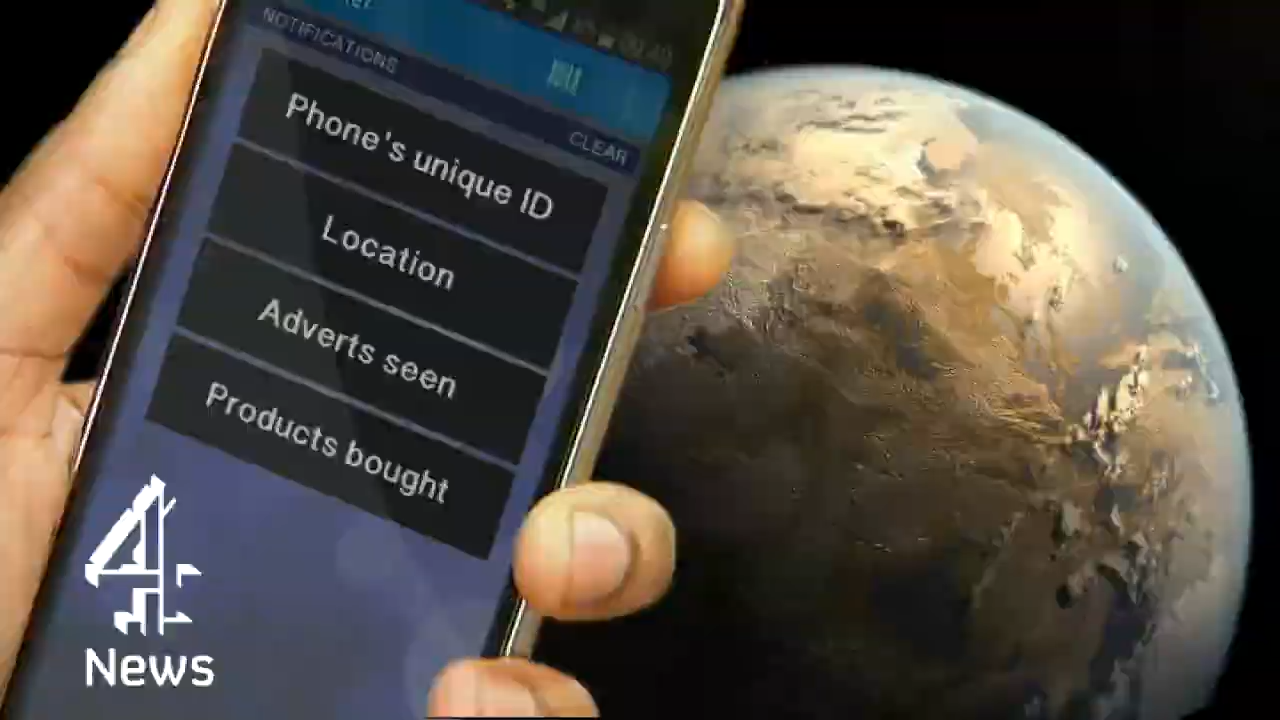 NOTIFICATIONS
CLEAR
Phone's unique ID
Location
Adverts seen
Products bought
4
News